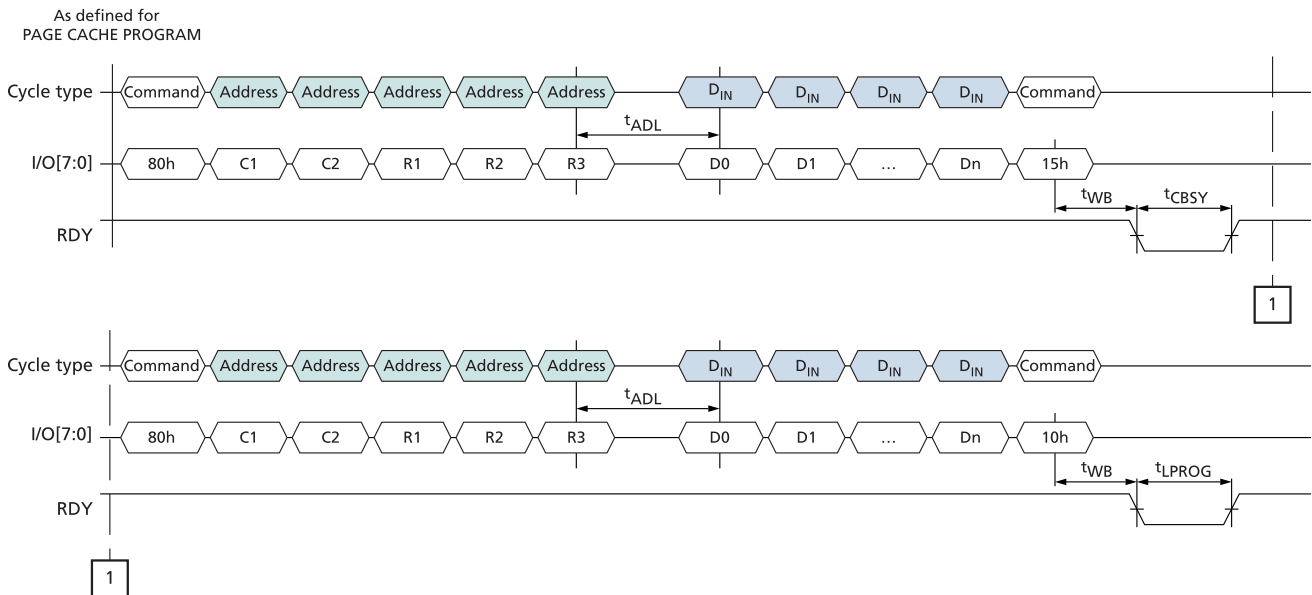 As defined for
PAGE CACHE PROGRAM
Cycle type Command Address Address Address Address Address DIN DIN DIN DIN Command
tADL
I/O[7:0] 80h C1 C2 R1 R2 R3 D0 D1 ... Dn 15h
tWB tCBSY
RDY
1
Cycle type Command Address Address Address Address Address DIN DIN DIN DIN Command
tADL
I/O[7:0] 80h C1 C2 R1 R2 R3 D0 D1 ... Dn 10h
tWB tLPROG
RDY
1